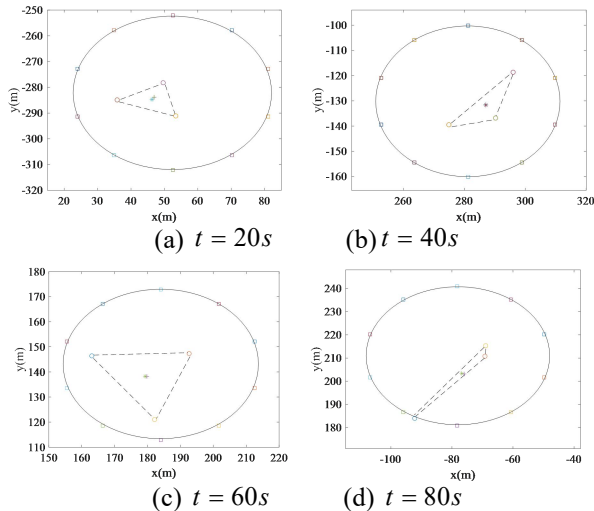 -250
-260
-270
-280
-290
-300
-310
-320
y(m)
20 30 40 50 60 70 80
x(m)
(a) t = 20s
-100
-110
-120
-130
-140
-150
-160
y(m)
260 280 300 320
x(m)
(b) t = 40s
180
170
160
150
140
130
120
110
y(m)
150 160 170 180 190 200 210 220
x(m)
(c) t = 60s
240
230
220
210
200
190
180
y(m)
-100 -80 -60 -40
x(m)
(d) t = 80s